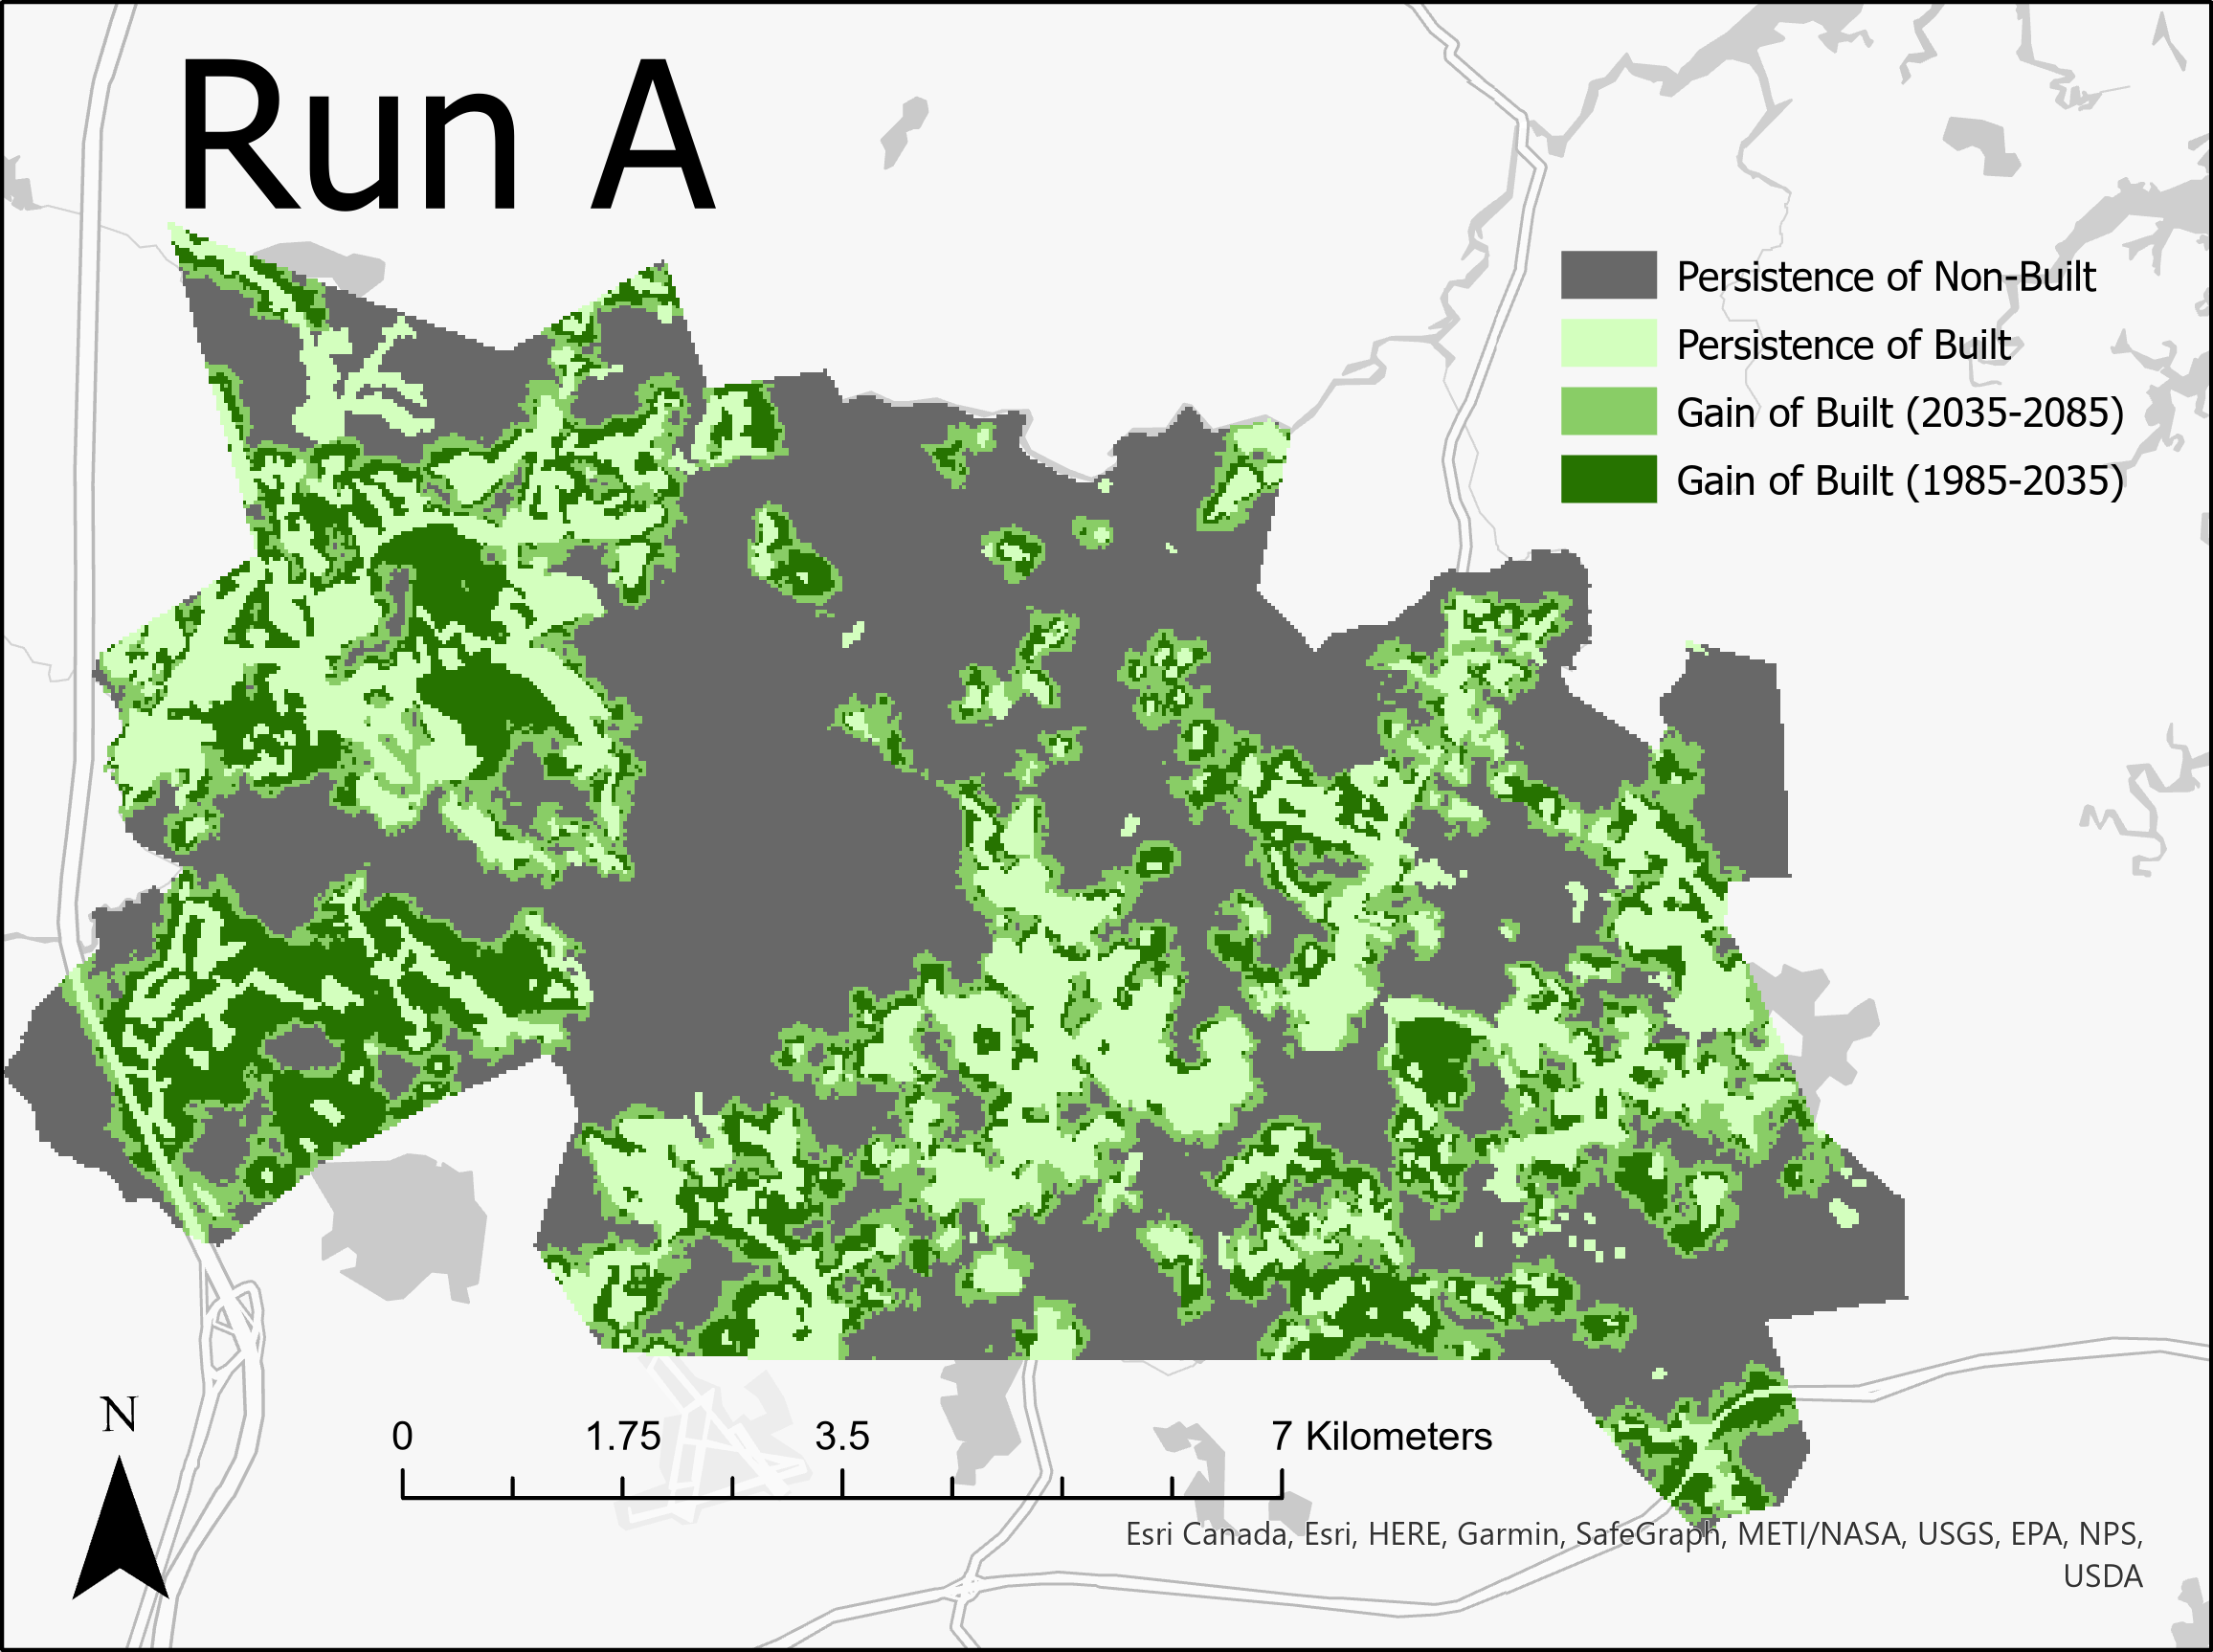 Run A
Persistence of Non-Built
Persistence of Built
Gain of Built (2035-2085)
Gain of Built (1985-2035)
N
0 1.75 3.5 7 Kilometers
Esri Canada, Esri, HERE, Garmin, SafeGraph, METI/NASA, USGS, EPA, NPS,
USDA